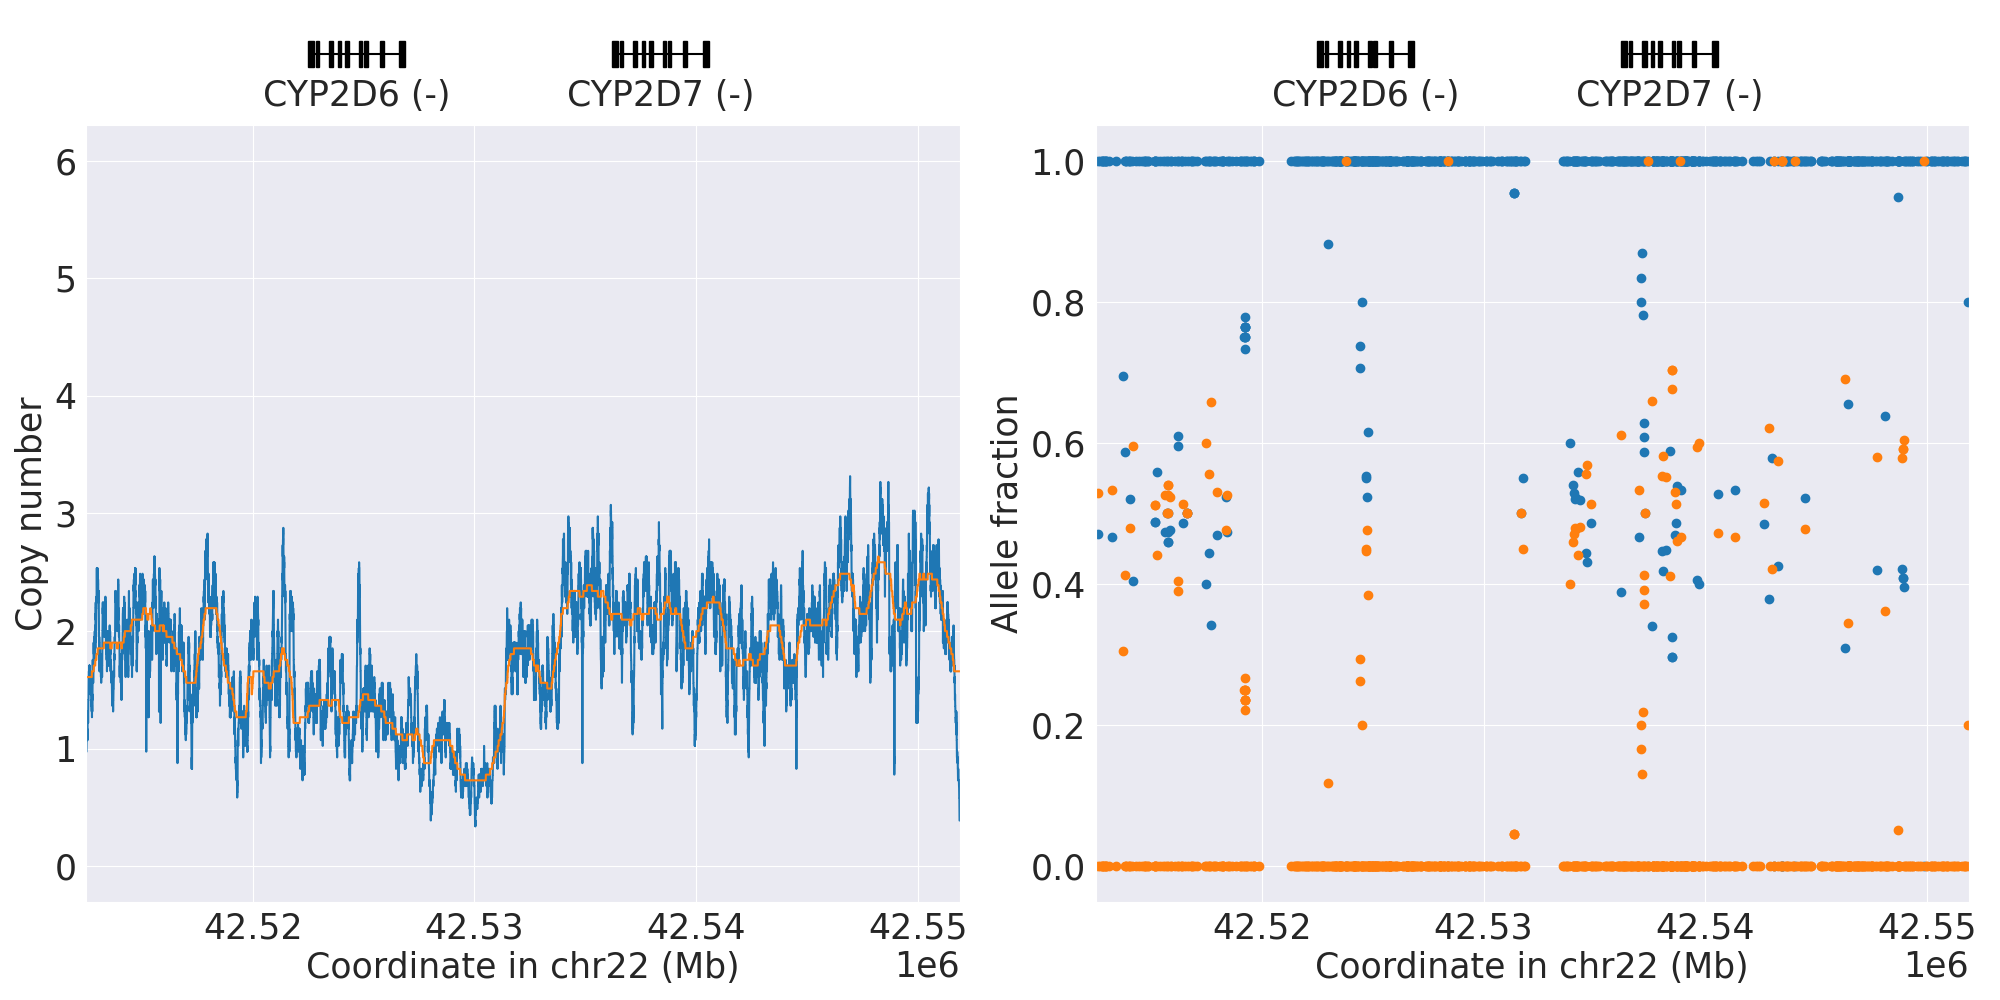 CYP2D6 (-) CYP2D7 (-)
6
5
4
3
2
1
0
Copy number
42.52 42.53 42.54 42.55
Coordinate in chr22 (Mb) 1e6
CYP2D6 (-) CYP2D7 (-)
1.0
0.8
0.6
0.4
0.2
0.0
Allele fraction
42.52 42.53 42.54 42.55
Coordinate in chr22 (Mb) 1e6